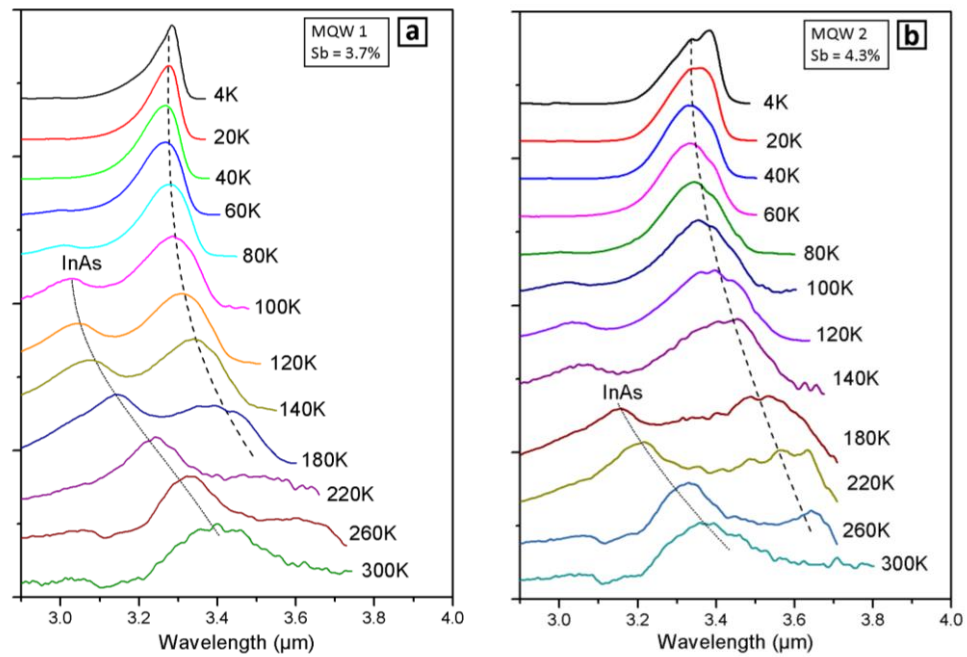 MQW 1
Sb = 3.7%
a
4K
20K
40K
60K
80K
InAs
100K
120K
140K
180K
220K
260K
300K
3.0 3.2 3.4 3.6 3.8 4.0
Wavelength (µm)
MQW 2
Sb = 4.3%
b
4K
20K
40K
60K
80K
100K
120K
140K
InAs
180K
220K
260K
300K
3.0 3.2 3.4 3.6 3.8 4.0
Wavelength (µm)